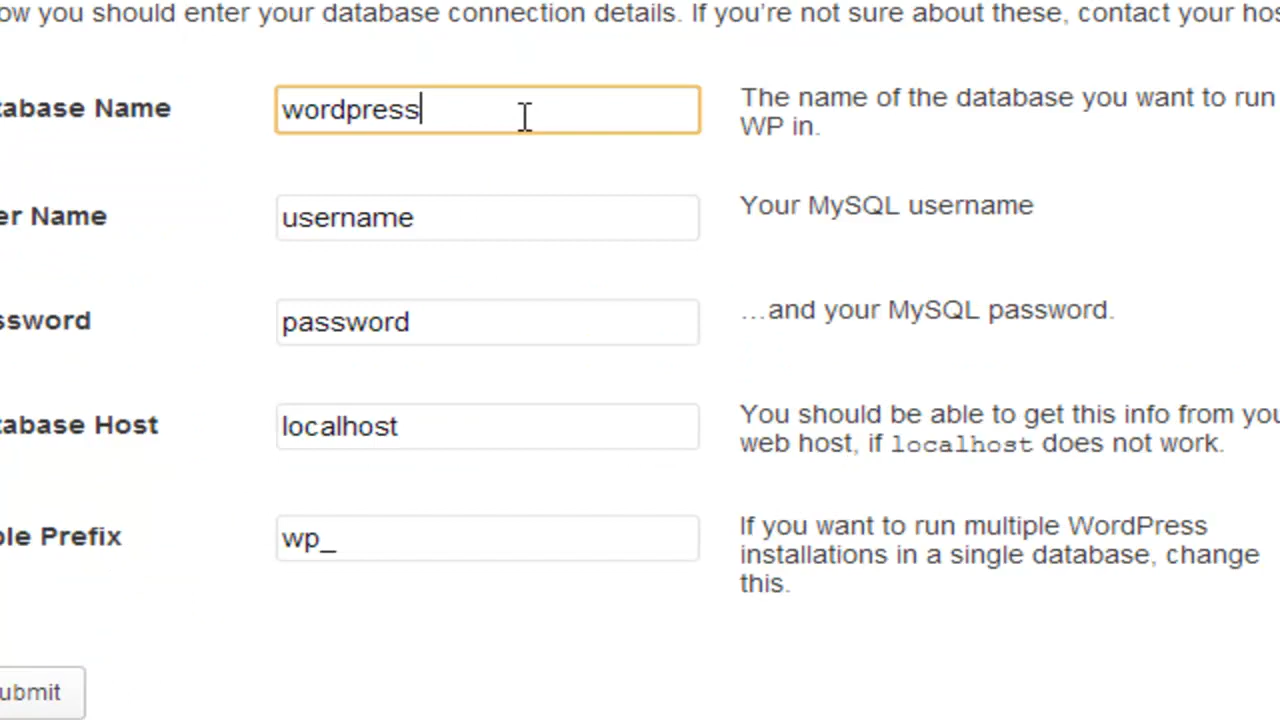 ow you should enter your database connection details. If you're not sure about these, contact your hos
tabase Name
wordpress
The name of the database you want to run
WP in.
er Name
username
Your MySQL username
ssword
password
…and your MySQL password.
tabase Host
localhost
You should be able to get this info from you
web host, if localhost does not work.
ble Prefix
wp_
If you want to run multiple WordPress
installations in a single database, change
this.
ubmit